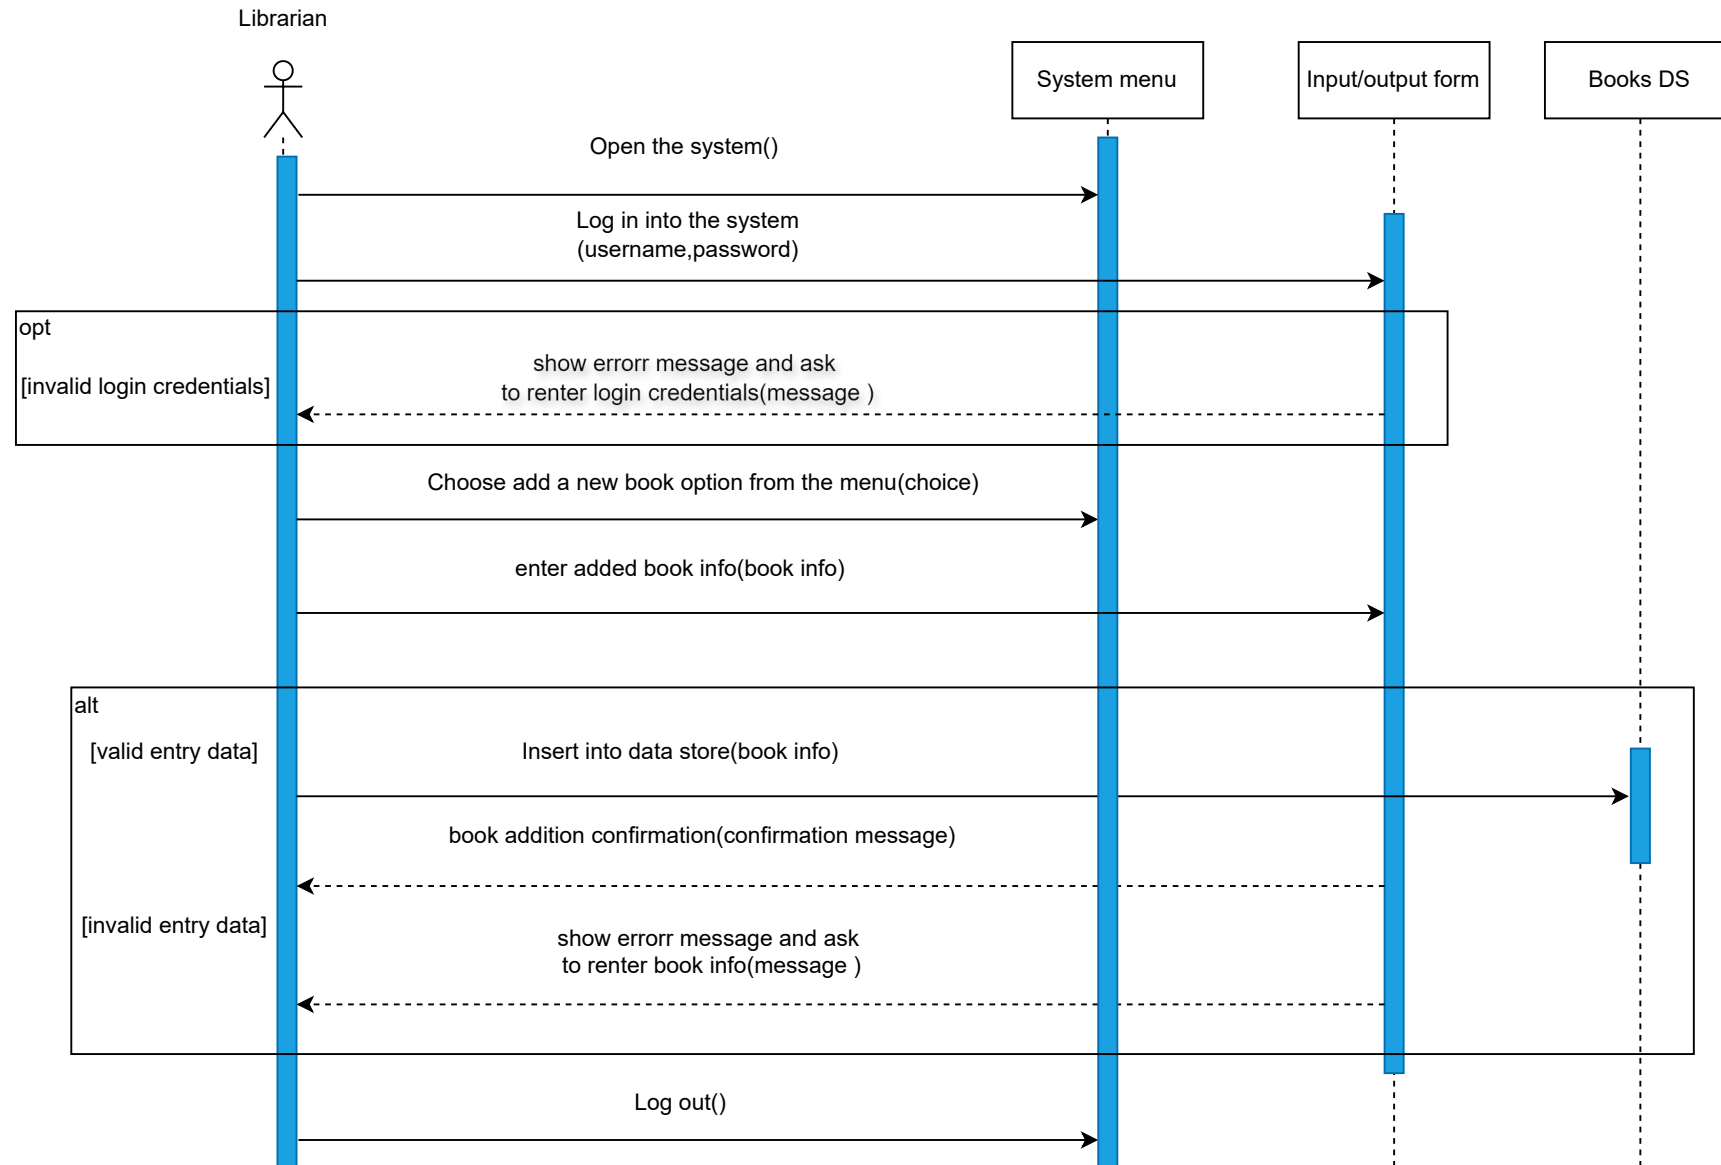 Librarian
System menu
Input/output form
Books DS
Open the system()
Log in into the system
(username,password)
opt
[invalid login credentials]
show errorr message and ask
to renter login credentials(message )
Choose add a new book option from the menu(choice)
enter added book info(book info)
alt
[valid entry data]
Insert into data store(book info)
book addition confirmation(confirmation message)
[invalid entry data]
show errorr message and ask
to renter book info(message )
Log out()